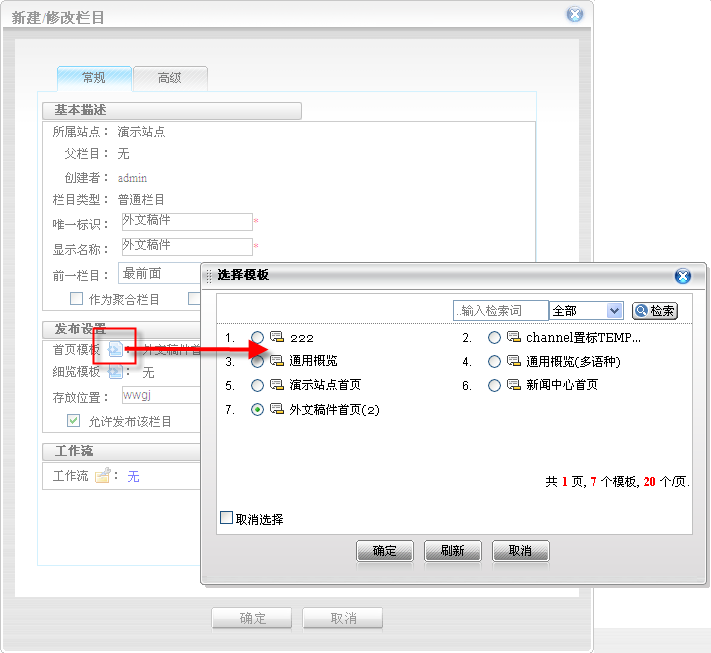 新建/修改栏目
常规 高级
基本描述
所属站点： 演示站点
父栏目： 无
创建者： admin
栏目类型： 普通栏目
唯一标识： 外文稿件 *
显示名称： 外文稿件 *
前一栏目： 最前面
作为聚合栏目
发布设置
首页模板 ： 外文稿件首
细览模板 ： 无
存放位置： wwgj
允许发布该栏目
工作流
工作流 ： 无
确定 取消
选择模板
..输入检索词 全部 检索
1. 222 2. channel置标TEMP...
3. 通用概览 4. 通用概览(多语种)
5. 演示站点首页 6. 新闻中心首页
7. 外文稿件首页(2)
共 1 页, 7 个模板, 20 个/页.
取消选择
确定 刷新 取消